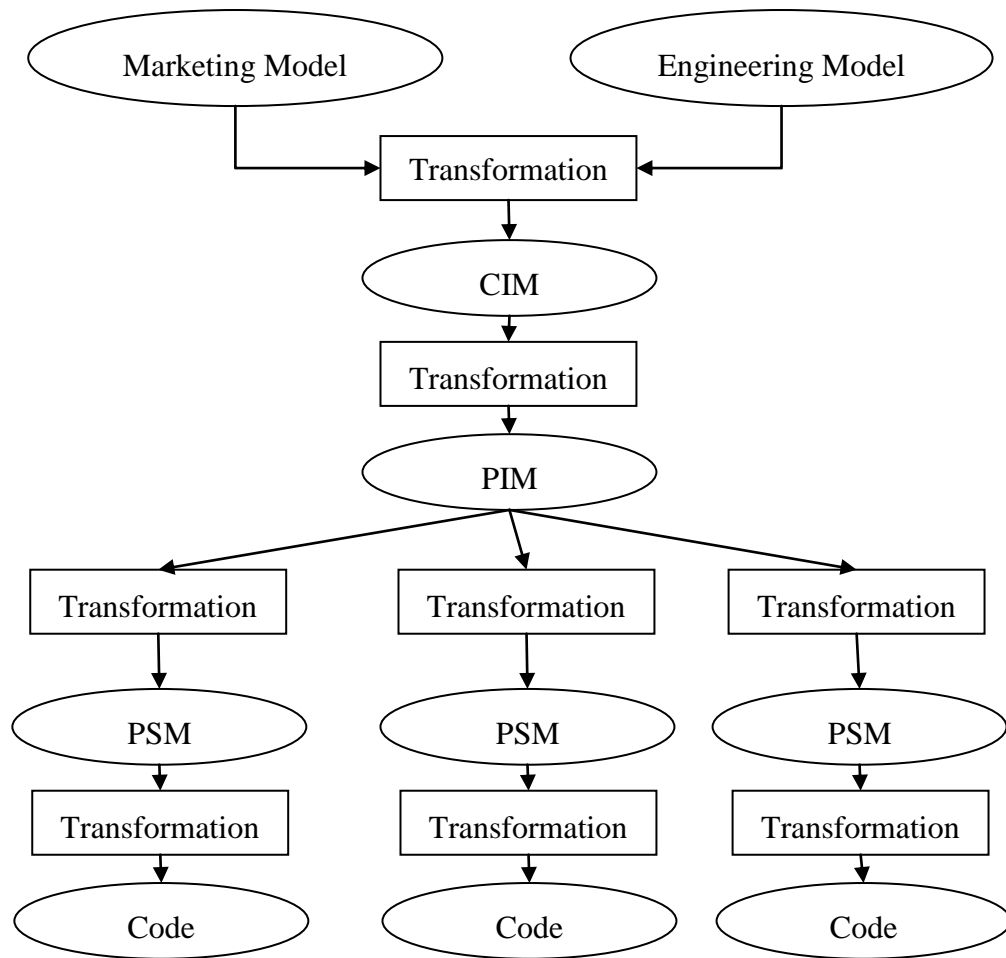 Marketing Model
Engineering Model
Transformation
CIM
Transformation
PIM
Transformation
Transformation
Transformation
PSM
PSM
PSM
Transformation
Transformation
Transformation
Code
Code
Code